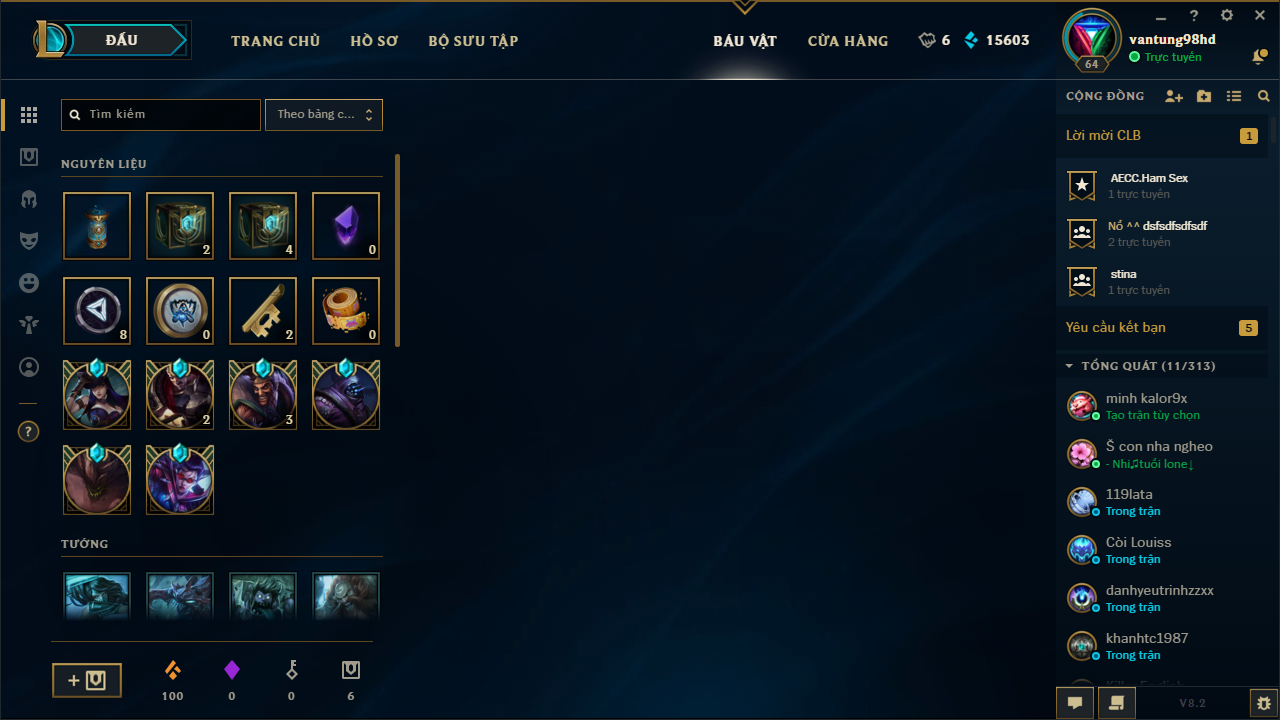 ĐẤU
TRANG CHỦ
HỒ SƠ
BỘ SƯU TẬP
BÁU VẬT
CỬA HÀNG
6
15603
64
vantung98hd
Trực tuyến
Tìm kiếm
Theo bảng c...
NGUYÊN LIỆU
2
4
0
8
0
2
0
2
3
TƯỚNG
100
0
0
6
CỘNG ĐỒNG
Lời mời CLB
1
AECC.Ham Sex
1 trực tuyến
Nồ ^^ dsfsdfsdfsdf
2 trực tuyến
stina
1 trực tuyến
Yêu cầu kết bạn
5
TỔNG QUÁT (11/313)
minh kalor9x
Tạo trận tùy chọn
Š con nha ngheo
- Nhi♫tuổi lone↓
119lata
Trong trận
Còi Louiss
Trong trận
danhyeutrinhzzxx
Trong trận
khanhtc1987
Trong trận
V8.2